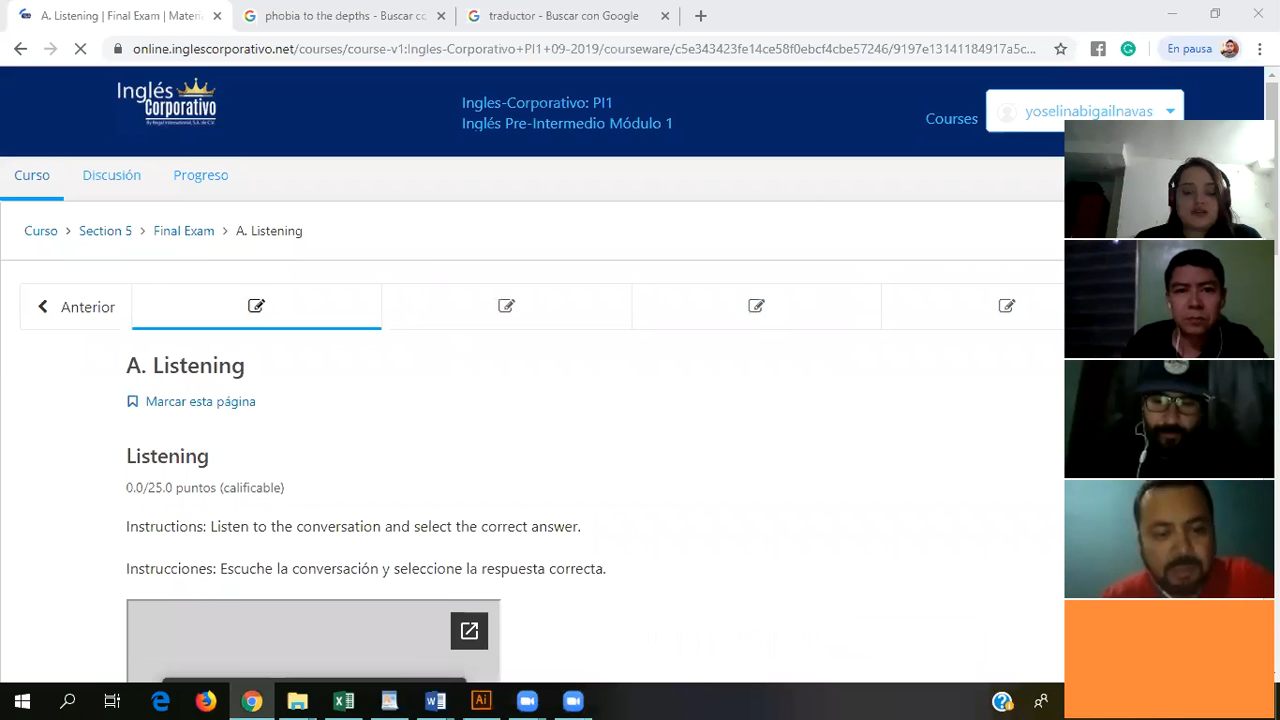 A. Listening | Final Exam | Materi
phobia to the depths - Buscar co
traductor - Buscar con Google
online.inglescorporativo.net/courses/course-v1:Ingles-Corporativo+PI1+09-2019/courseware/c5e343423fe14ce58f0ebcf4cbe57246/9197e13141184917a5c...
En pausa
Inglés
Corporativo
Ingles-Corporativo: PI1
Inglés Pre-Intermedio Módulo 1
Courses
yoselinabigailnavas
Curso
Discusión
Progreso
Curso > Section 5 > Final Exam > A. Listening
Anterior
A. Listening
Marcar esta página
Listening
0.0/25.0 puntos (calificable)
Instructions: Listen to the conversation and select the correct answer.
Instrucciones: Escuche la conversación y seleccione la respuesta correcta.
Ai